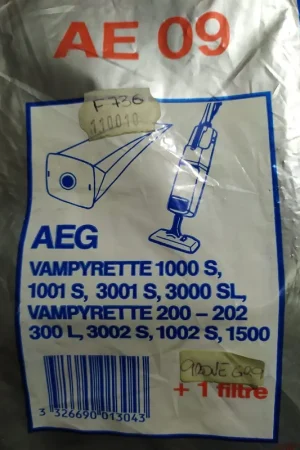 AE 09
F 736
110010
AEG
VAMPYRETTE 1000 S,
1001 S, 3001 S, 3000 SL,
VAMPYRETTE 200 – 202
300 L, 3002 S, 1002 S, 1500
+ 1 filtre
3 326690 013043